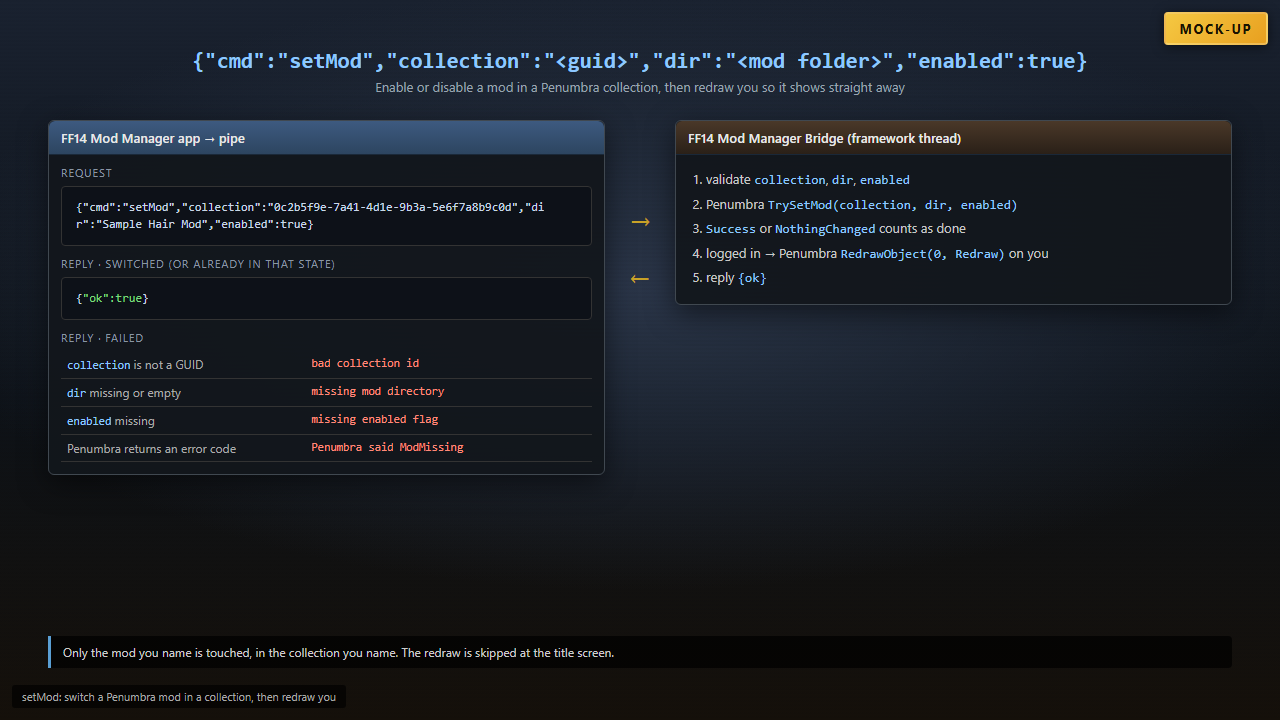 MOCK-UP
{"cmd":"setMod","collection":"<guid>","dir":"<mod folder>","enabled":true}
Enable or disable a mod in a Penumbra collection, then redraw you so it shows straight away
FF14 Mod Manager app → pipe
REQUEST
{"cmd":"setMod","collection":"0c2b5f9e-7a41-4d1e-9b3a-5e6f7a8b9c0d","di
r":"Sample Hair Mod","enabled":true}
REPLY · SWITCHED (OR ALREADY IN THAT STATE)
{"ok":true}
REPLY · FAILED
collection is not a GUID bad collection id
dir missing or empty missing mod directory
enabled missing missing enabled flag
Penumbra returns an error code Penumbra said ModMissing
→
←
FF14 Mod Manager Bridge (framework thread)
1. validate collection, dir, enabled
2. Penumbra TrySetMod(collection, dir, enabled)
3. Success or NothingChanged counts as done
4. logged in → Penumbra RedrawObject(0, Redraw) on you
5. reply {ok}
Only the mod you name is touched, in the collection you name. The redraw is skipped at the title screen.
setMod: switch a Penumbra mod in a collection, then redraw you